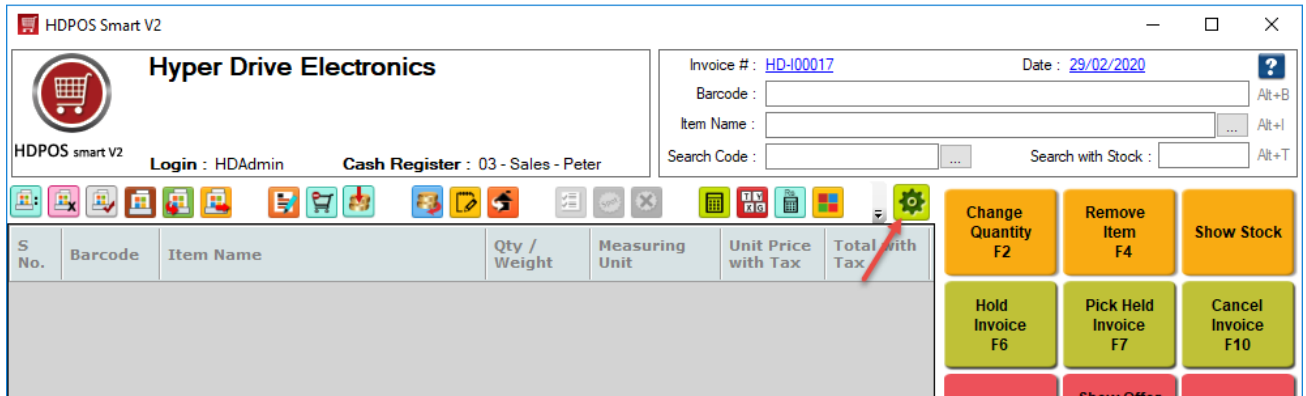 HDPOS Smart V2
Hyper Drive Electronics
HDPOS smart V2
Login : HDAdmin Cash Register : 03 - Sales - Peter
Invoice # : HD-I00017 Date : 29/02/2020 ?
Barcode : Alt+B
Item Name : ... Alt+I
Search Code : ... Search with Stock : Alt+T
S No. Barcode Item Name Qty / Weight Measuring Unit Unit Price with Tax Total with Tax
Change Quantity F2
Remove Item F4
Show Stock
Hold Invoice F6
Pick Held Invoice F7
Cancel Invoice F10
Show Offer